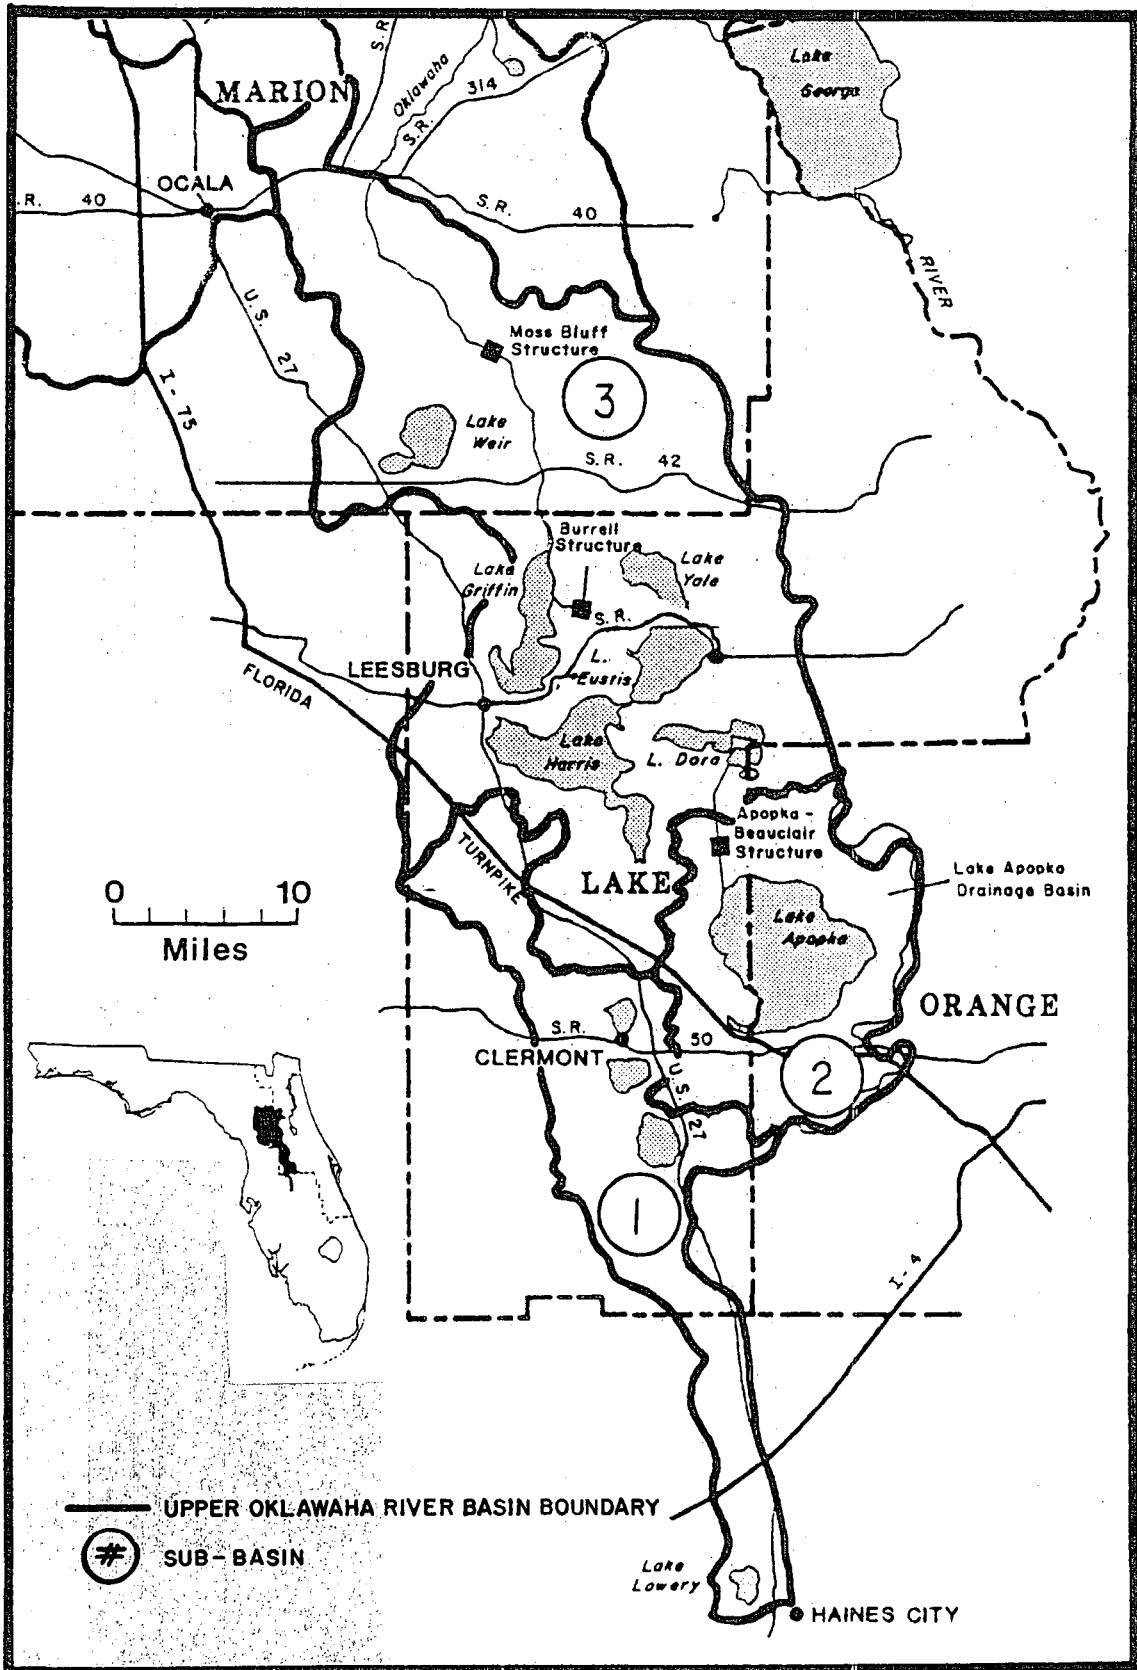 Lake
George
S.R.
MARION
Oklawaha
314
S.R.
OCALA
.R. 40
S.R. 40
RIVER
U.S.
27
Moss Bluff
Structure
I-75
3
Lake
Weir
S.R. 42
Burrell
Structure
Lake
Yale
Lake
Griffin
S.R.
L.
Eustis
LEESBURG
FLORIDA
Lake
Harris
L. Dora
Apopka-
Beauclair
Structure
TURNPIKE
LAKE
Lake Apopka
Drainage Basin
0 10
Miles
Lake
Apopka
ORANGE
S.R. 50
CLERMONT
2
U.S.
27
1
I-4
UPPER OKLAWAHA RIVER BASIN BOUNDARY
# SUB-BASIN
Lake
Lowery
HAINES CITY